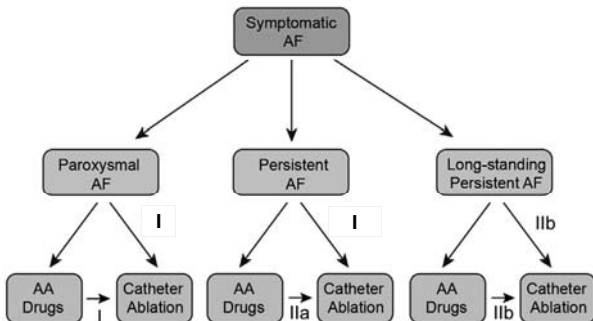 Symptomatic
AF
Paroxysmal
AF
Persistent
AF
Long-standing
Persistent AF
I
I
IIb
AA
Drugs
I
Catheter
Ablation
AA
Drugs
IIa
Catheter
Ablation
AA
Drugs
IIb
Catheter
Ablation